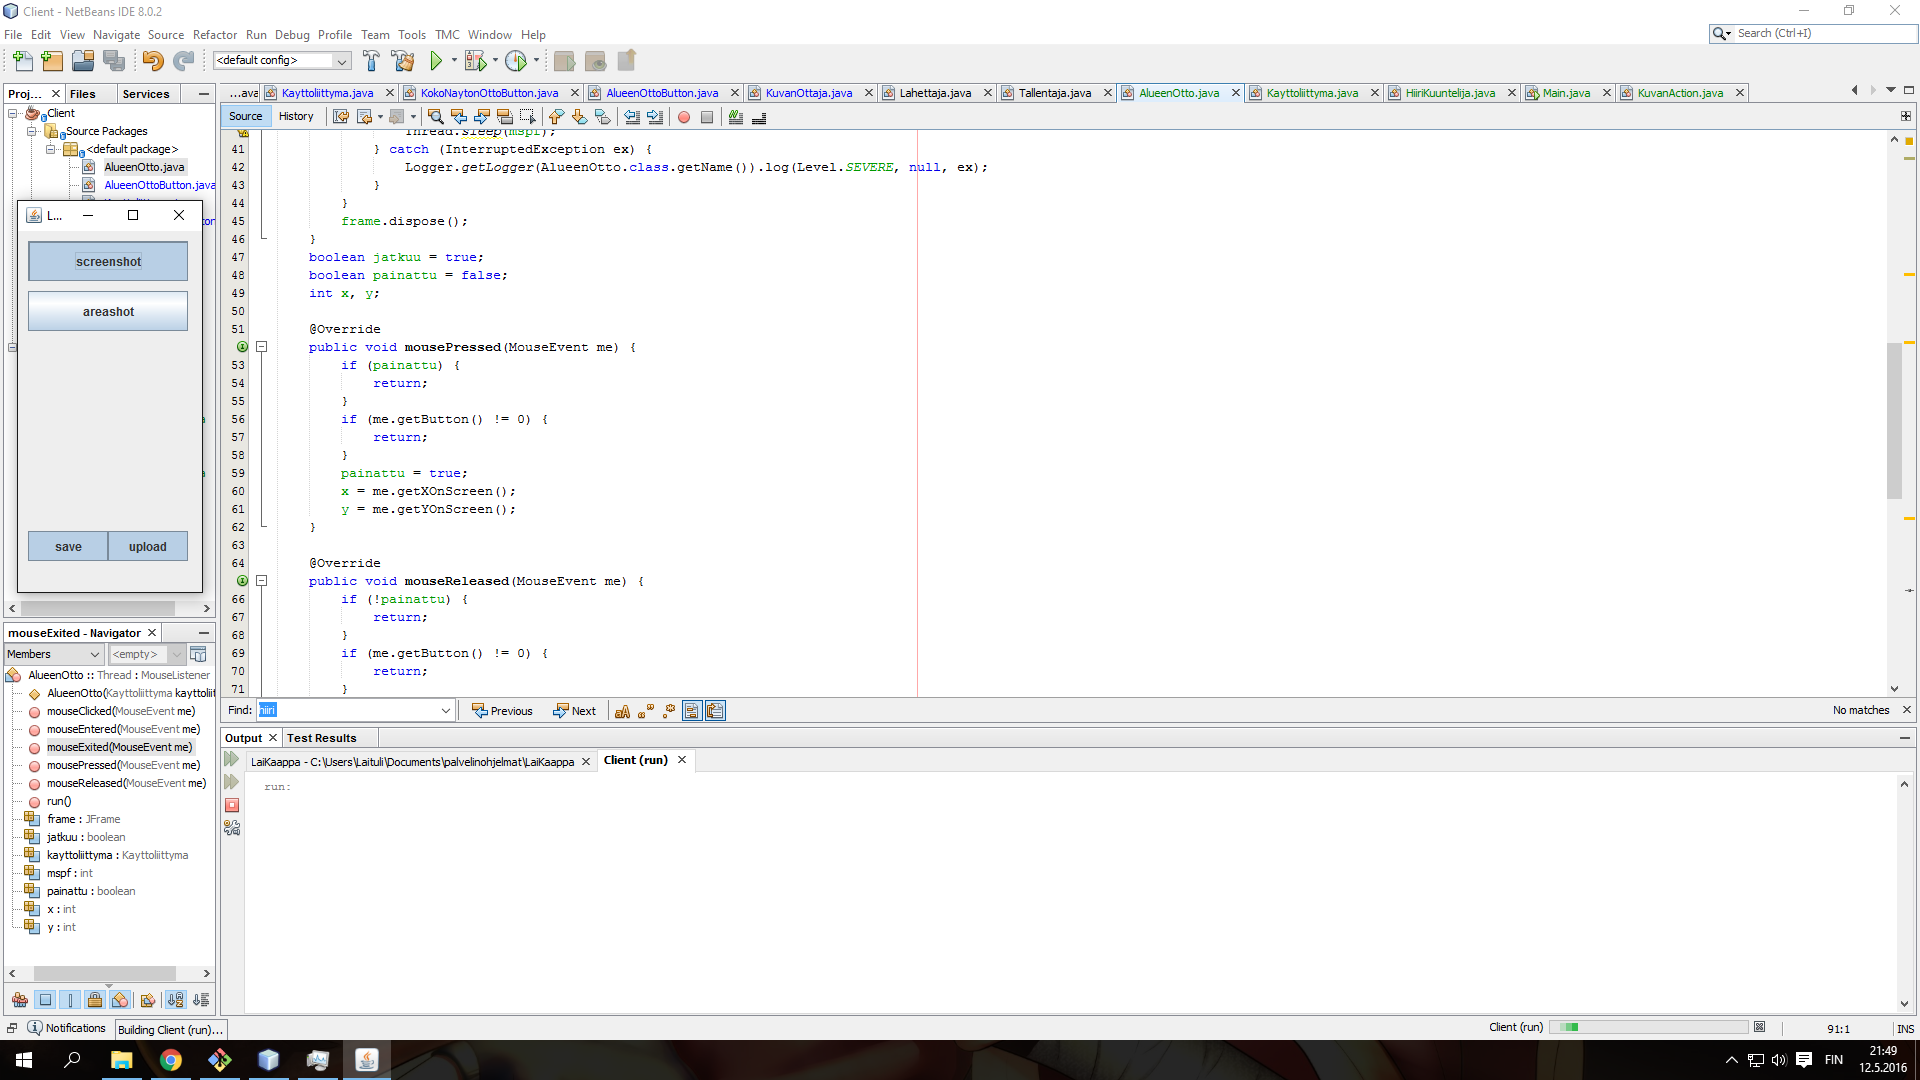 Client - NetBeans IDE 8.0.2
File Edit View Navigate Source Refactor Run Debug Profile Team Tools TMC Window Help
Search (Ctrl+I)
<default config>
Proj... Files Services
...ava Kayttoliittyma.java KokoNaytonOttoButton.java AlueenOttoButton.java KuvanOttaja.java Lahettaja.java Tallentaja.java AlueenOtto.java Kayttoliittyma.java HiiriKuuntelija.java Main.java KuvanAction.java
Source History
Client
Source Packages
<default package>
AlueenOtto.java
AlueenOttoButton.java
L...
screenshot
areashot
save upload
Thread.sleep(mspf);
41 } catch (InterruptedException ex) {
42 Logger.getLogger(AlueenOtto.class.getName()).log(Level.SEVERE, null, ex);
43 }
44 }
45 frame.dispose();
46 }
47 boolean jatkuu = true;
48 boolean painattu = false;
49 int x, y;
50
51 @Override
public void mousePressed(MouseEvent me) {
53 if (painattu) {
54 return;
55 }
56 if (me.getButton() != 0) {
57 return;
58 }
59 painattu = true;
60 x = me.getXOnScreen();
61 y = me.getYOnScreen();
62 }
63
64 @Override
public void mouseReleased(MouseEvent me) {
66 if (!painattu) {
67 return;
68 }
69 if (me.getButton() != 0) {
70 return;
71 }
Find: hiiri Previous Next No matches
mouseExited - Navigator
Members <empty>
AlueenOtto :: Thread : MouseListener
AlueenOtto(Kayttoliittyma kayttoliit
mouseClicked(MouseEvent me)
mouseEntered(MouseEvent me)
mouseExited(MouseEvent me)
mousePressed(MouseEvent me)
mouseReleased(MouseEvent me)
run()
frame : JFrame
jatkuu : boolean
kayttoliittyma : Kayttoliittyma
mspf : int
painattu : boolean
x : int
y : int
Output Test Results
LaiKaappa - C:\Users\Laituli\Documents\palvelinohjelmat\LaiKaappa Client (run)
run:
Notifications Building Client (run)... Client (run) 91:1 INS
FIN 21:49
12.5.2016